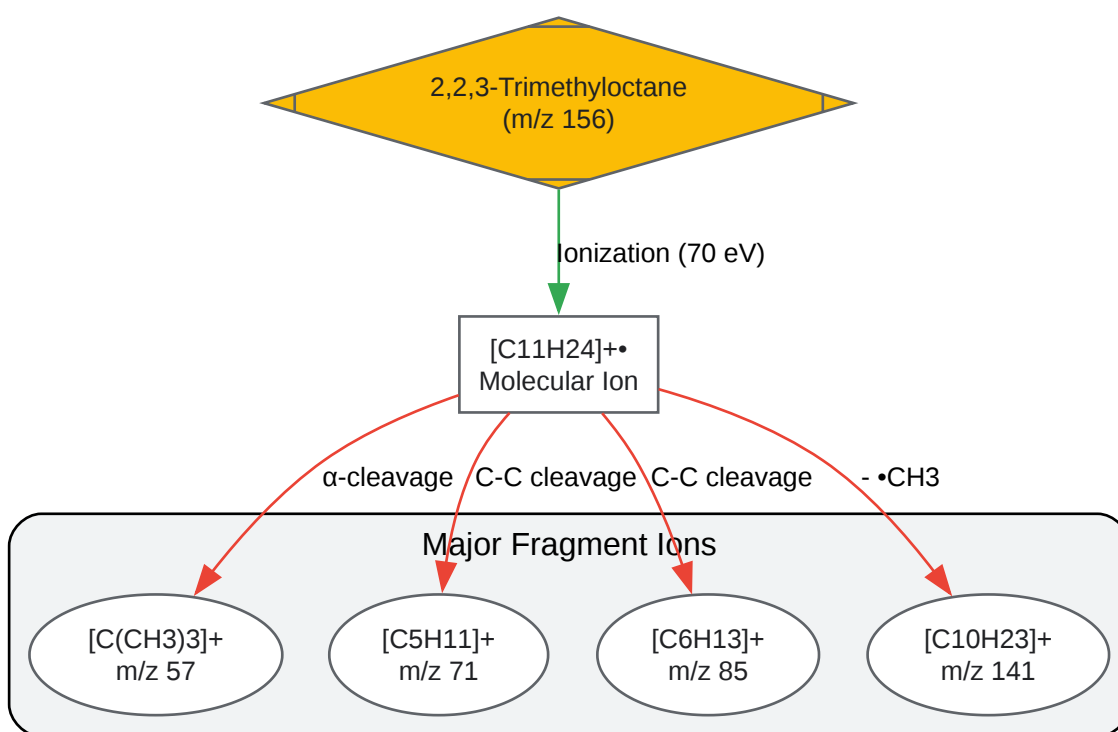 2,2,3-Trimethyloctane
(m/z 156)
Ionization (70 eV)
[C11H24]+•
Molecular Ion
α-cleavage
C-C cleavage
C-C cleavage
- •CH3
Major Fragment Ions
[C(CH3)3]+
m/z 57
[C5H11]+
m/z 71
[C6H13]+
m/z 85
[C10H23]+
m/z 141